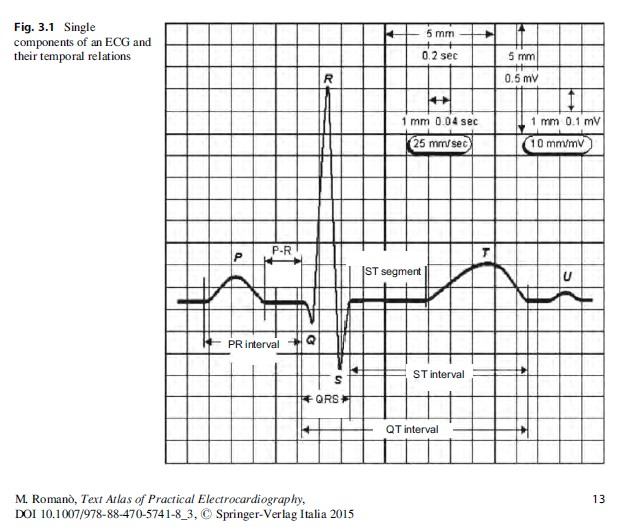 Fig. 3.1 Single
components of an ECG and
their temporal relations
5 mm
0.2 sec
5 mm
0.5 mV
R
1 mm 0.04 sec
1 mm 0.1 mV
25 mm/sec
10 mm/mV
P
P-R
ST segment
T
U
PR interval
Q
S
ST interval
QRS
QT interval
M. Romanò, Text Atlas of Practical Electrocardiography,
13
DOI 10.1007/978-88-470-5741-8_3, © Springer-Verlag Italia 2015